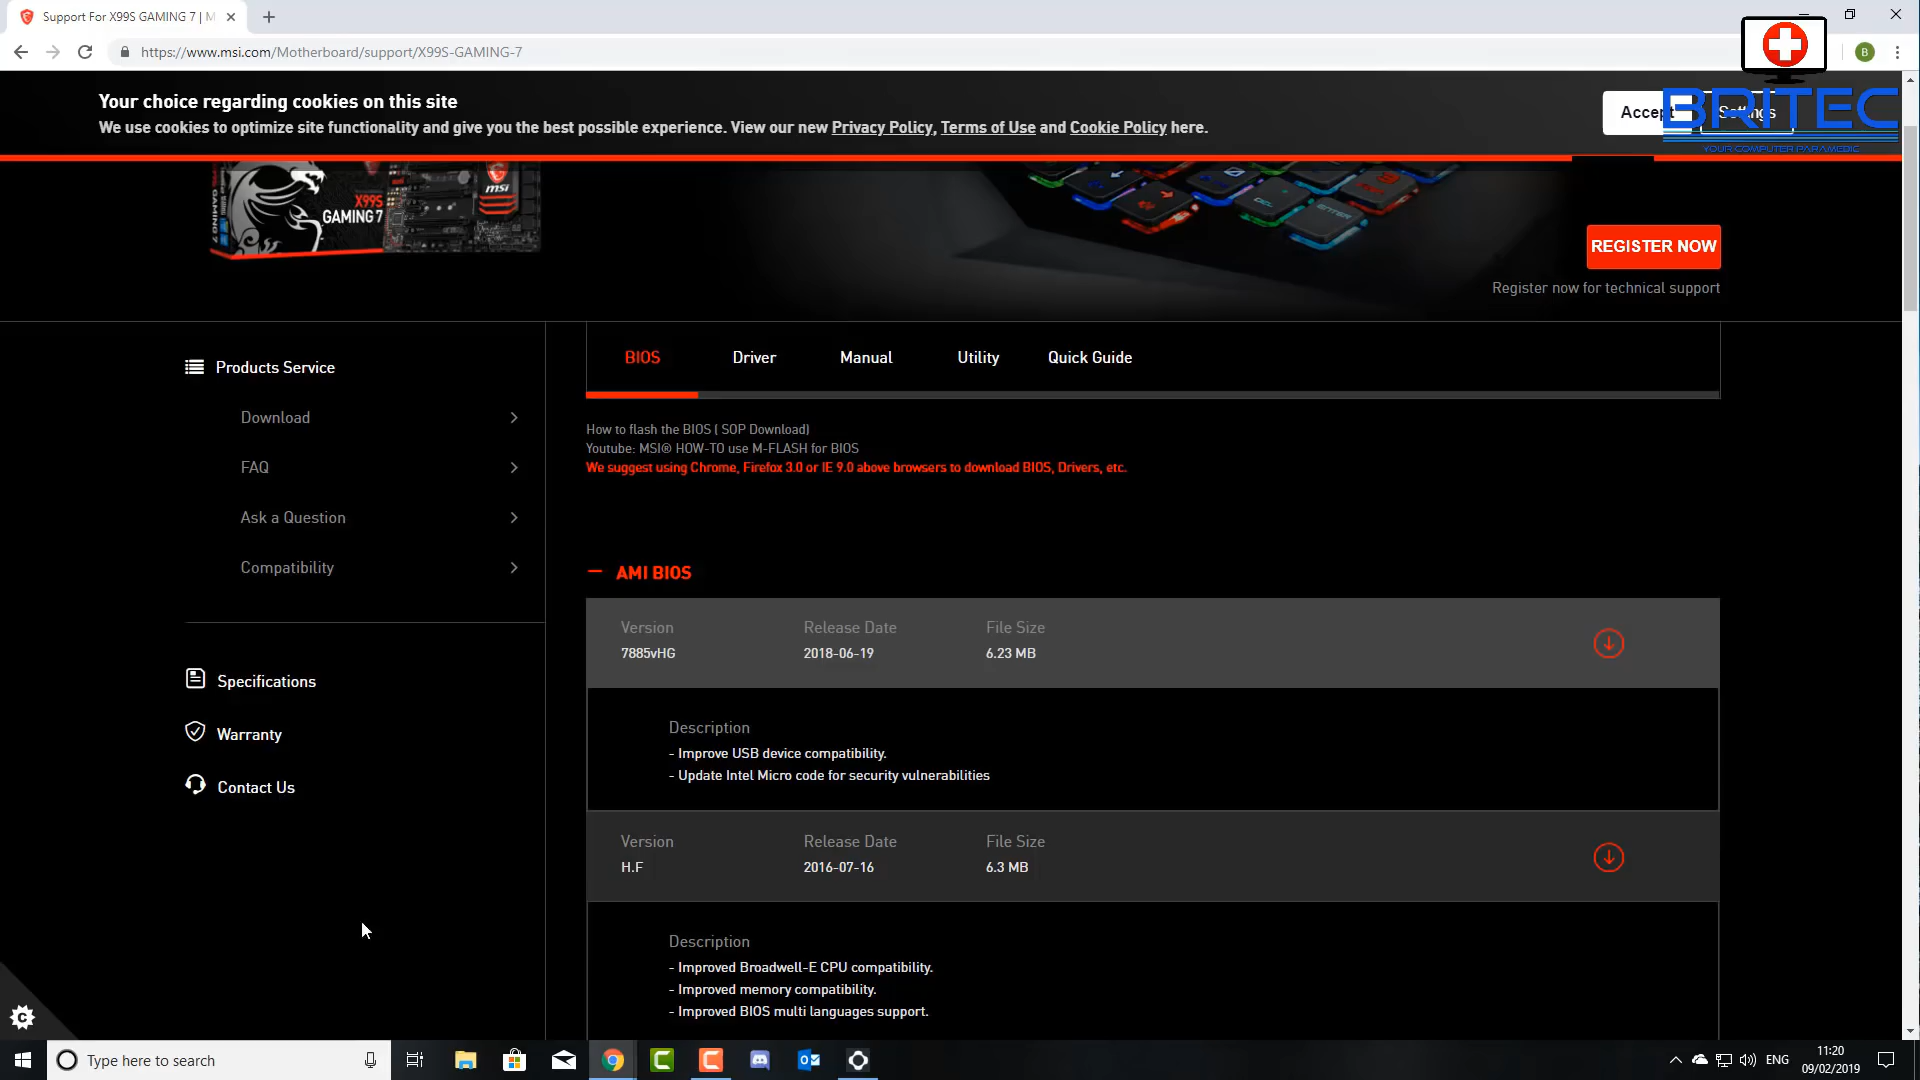 Support For X99S GAMING 7 | M
https://www.msi.com/Motherboard/support/X99S-GAMING-7
B
Your choice regarding cookies on this site
We use cookies to optimize site functionality and give you the best possible experience. View our new Privacy Policy, Terms of Use and Cookie Policy here.
Accept
Settings
BRITEC
YOUR COMPUTER PARAMEDIC
X99S
GAMING 7
msi
ENTER
REGISTER NOW
Register now for technical support
Products Service
Download
FAQ
Ask a Question
Compatibility
Specifications
Warranty
Contact Us
BIOS
Driver
Manual
Utility
Quick Guide
How to flash the BIOS ( SOP Download)
Youtube: MSI® HOW-TO use M-FLASH for BIOS
We suggest using Chrome, Firefox 3.0 or IE 9.0 above browsers to download BIOS, Drivers, etc.
AMI BIOS
Version Release Date File Size
7885vHG 2018-06-19 6.23 MB
Description
- Improve USB device compatibility.
- Update Intel Micro code for security vulnerabilities
Version Release Date File Size
H.F 2016-07-16 6.3 MB
Description
- Improved Broadwell-E CPU compatibility.
- Improved memory compatibility.
- Improved BIOS multi languages support.
Type here to search
ENG
11:20
09/02/2019